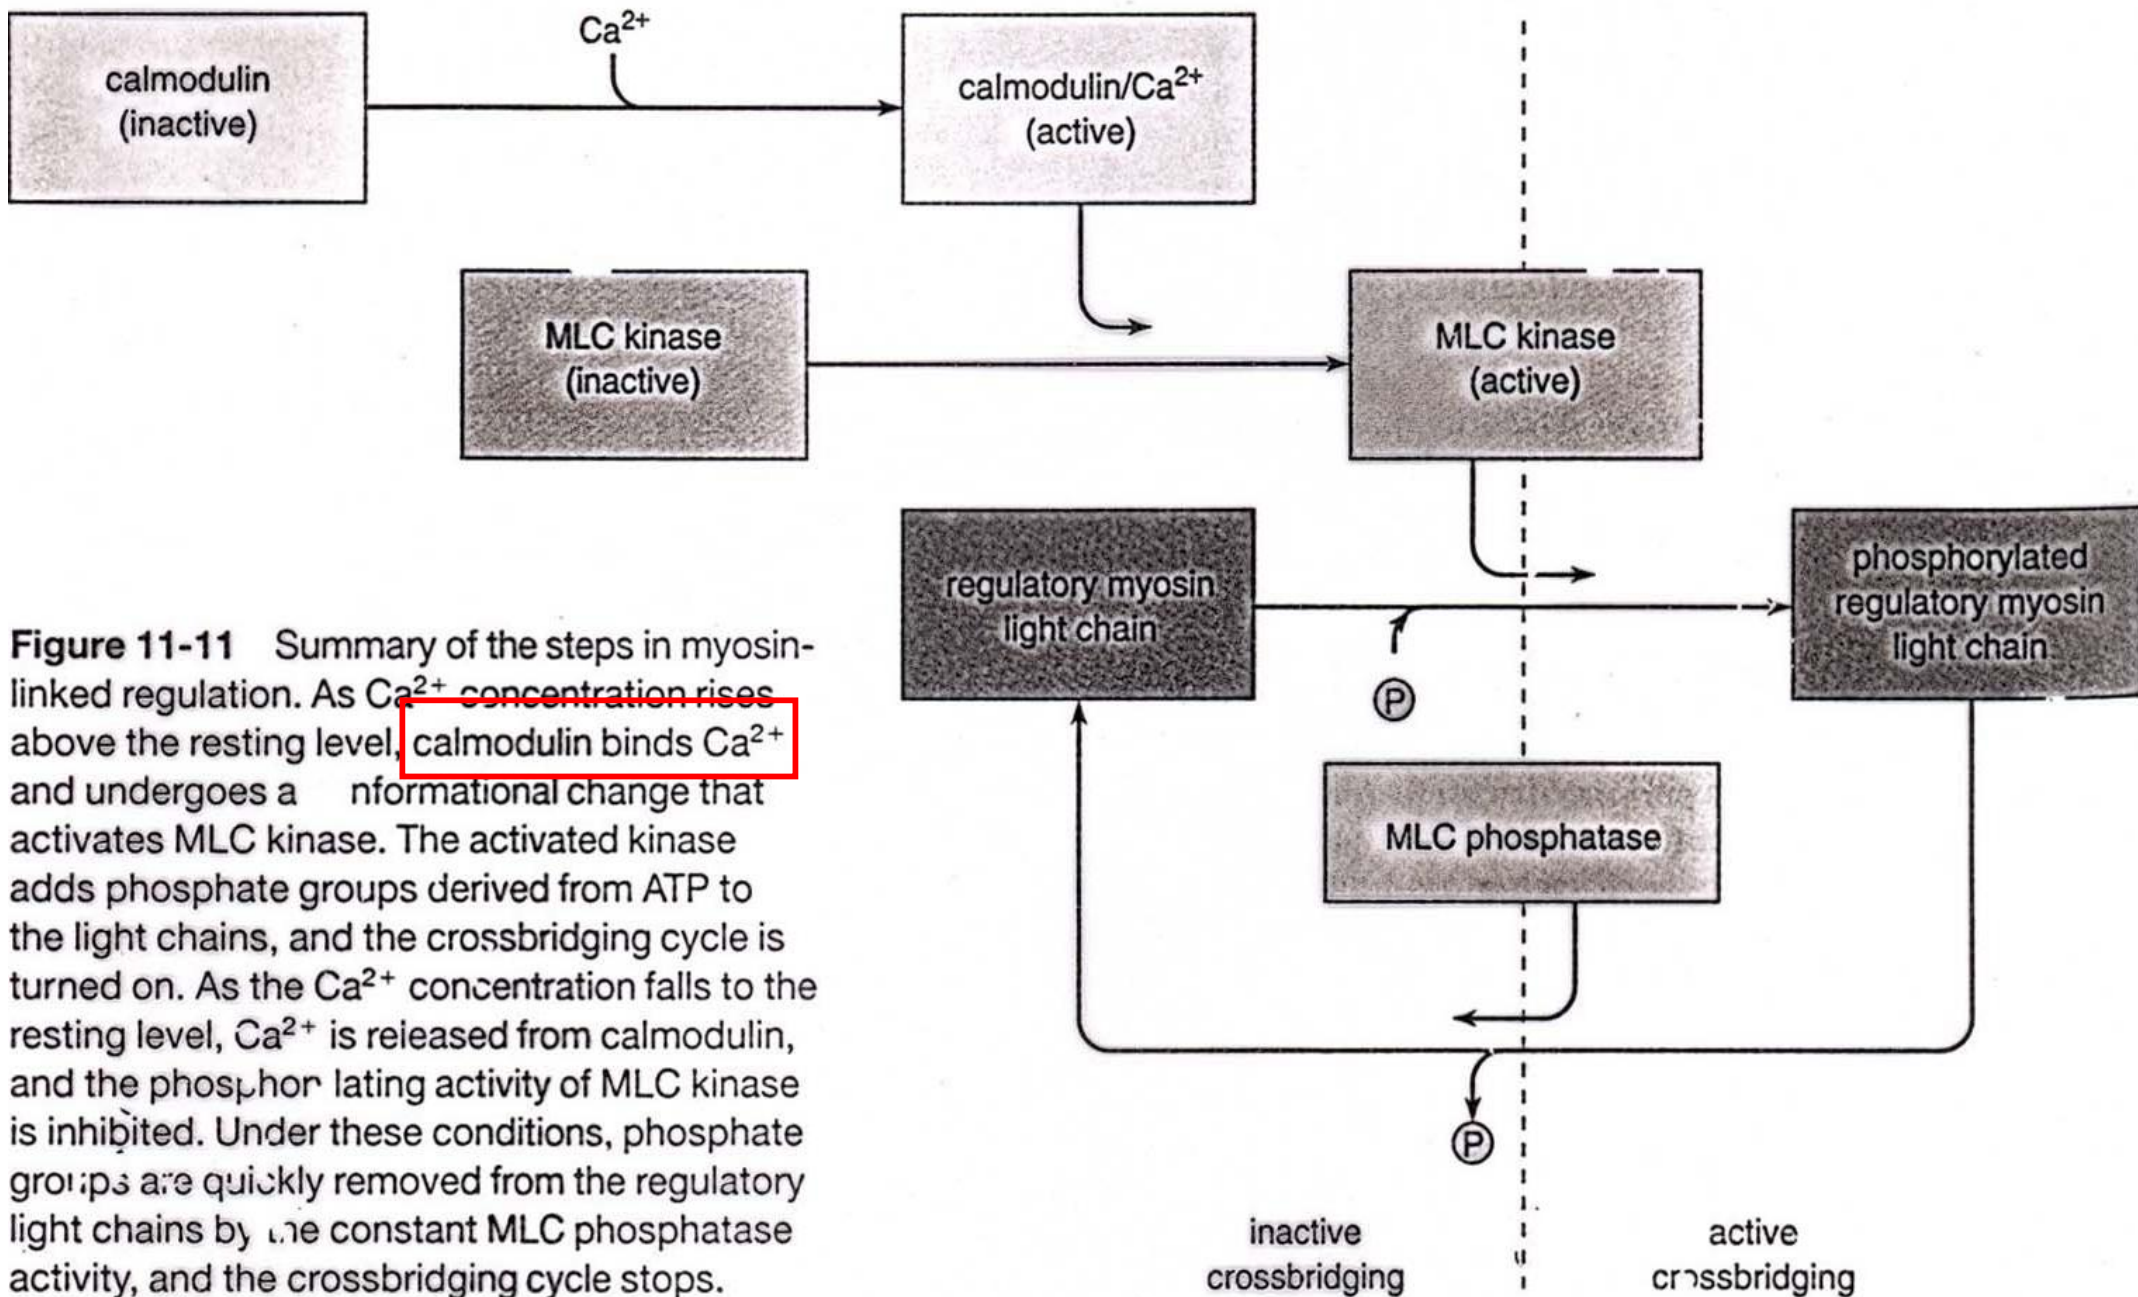 Ca²⁺
calmodulin
(inactive)
calmodulin/Ca²⁺
(active)
MLC kinase
(inactive)
MLC kinase
(active)
regulatory myosin
light chain
phosphorylated
regulatory myosin
light chain
P
MLC phosphatase
P
inactive
crossbridging
active
crossbridging
Figure 11-11 Summary of the steps in myosin-
linked regulation. As Ca²⁺ concentration rises
above the resting level, calmodulin binds Ca²⁺
and undergoes a nformational change that
activates MLC kinase. The activated kinase
adds phosphate groups derived from ATP to
the light chains, and the crossbridging cycle is
turned on. As the Ca²⁺ concentration falls to the
resting level, Ca²⁺ is released from calmodulin,
and the phosphor lating activity of MLC kinase
is inhibited. Under these conditions, phosphate
groups are quickly removed from the regulatory
light chains by the constant MLC phosphatase
activity, and the crossbridging cycle stops.